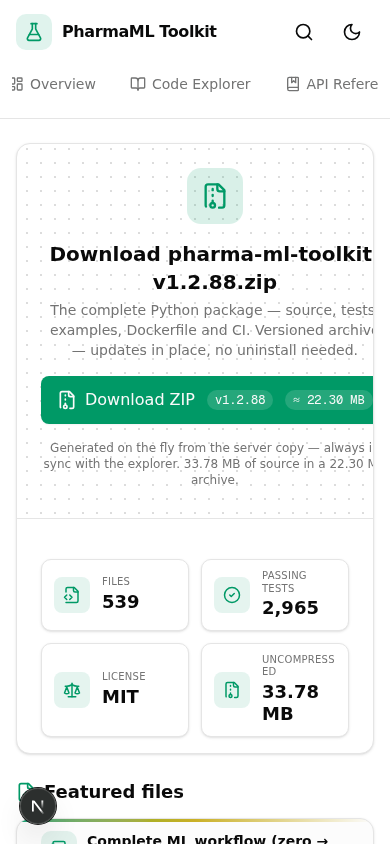 PharmaML Toolkit
Overview
Code Explorer
API Refere
Download pharma-ml-toolkit
v1.2.88.zip
The complete Python package — source, tests
examples, Dockerfile and CI. Versioned archive
— updates in place, no uninstall needed.
Download ZIP v1.2.88 ≈ 22.30 MB
Generated on the fly from the server copy — always i
sync with the explorer. 33.78 MB of source in a 22.30 M
archive.
FILES
539
PASSING
TESTS
2,965
LICENSE
MIT
UNCOMPRESS
ED
33.78
MB
Featured files
N
Complete ML workflow (zero →